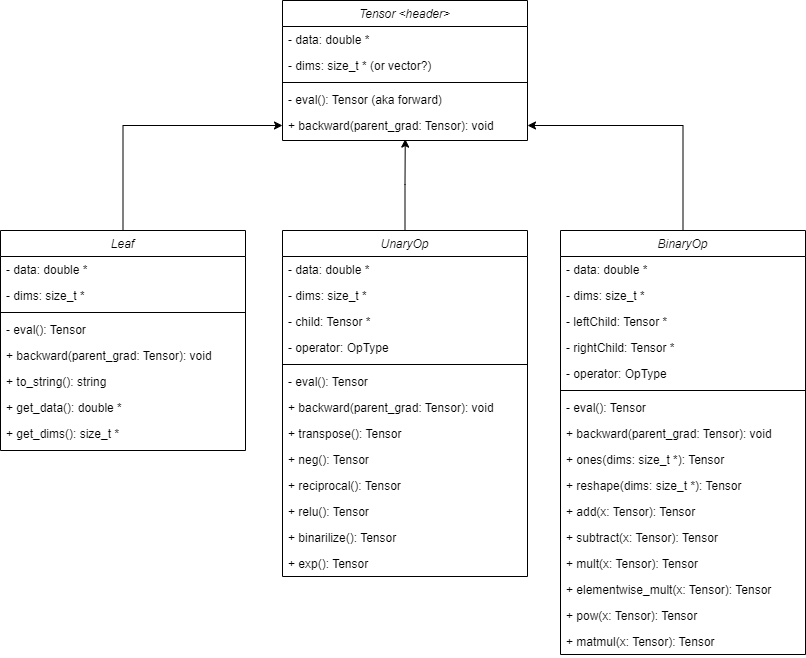 Tensor <header>
- data: double *
- dims: size_t * (or vector?)
- eval(): Tensor (aka forward)
+ backward(parent_grad: Tensor): void
Leaf
- data: double *
- dims: size_t *
- eval(): Tensor
+ backward(parent_grad: Tensor): void
+ to_string(): string
+ get_data(): double *
+ get_dims(): size_t *
UnaryOp
- data: double *
- dims: size_t *
- child: Tensor *
- operator: OpType
- eval(): Tensor
+ backward(parent_grad: Tensor): void
+ transpose(): Tensor
+ neg(): Tensor
+ reciprocal(): Tensor
+ relu(): Tensor
+ binarilize(): Tensor
+ exp(): Tensor
BinaryOp
- data: double *
- dims: size_t *
- leftChild: Tensor *
- rightChild: Tensor *
- operator: OpType
- eval(): Tensor
+ backward(parent_grad: Tensor): void
+ ones(dims: size_t *): Tensor
+ reshape(dims: size_t *): Tensor
+ add(x: Tensor): Tensor
+ subtract(x: Tensor): Tensor
+ mult(x: Tensor): Tensor
+ elementwise_mult(x: Tensor): Tensor
+ pow(x: Tensor): Tensor
+ matmul(x: Tensor): Tensor